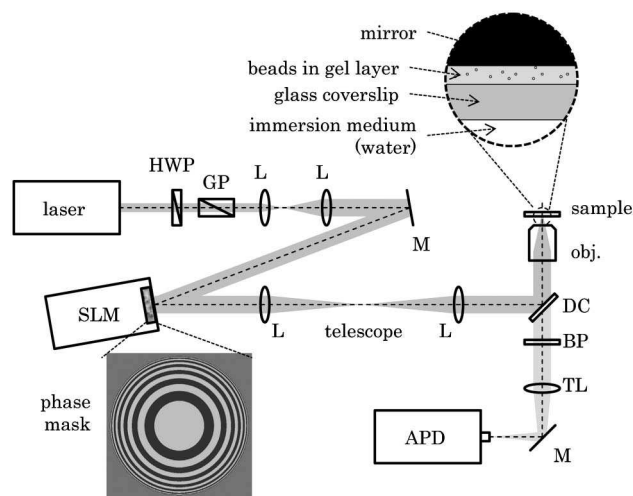 mirror
beads in gel layer
glass coverslip
immersion medium
(water)
HWP
GP
L
L
laser
M
sample
obj.
SLM
L
telescope
L
DC
BP
phase
mask
TL
APD
M